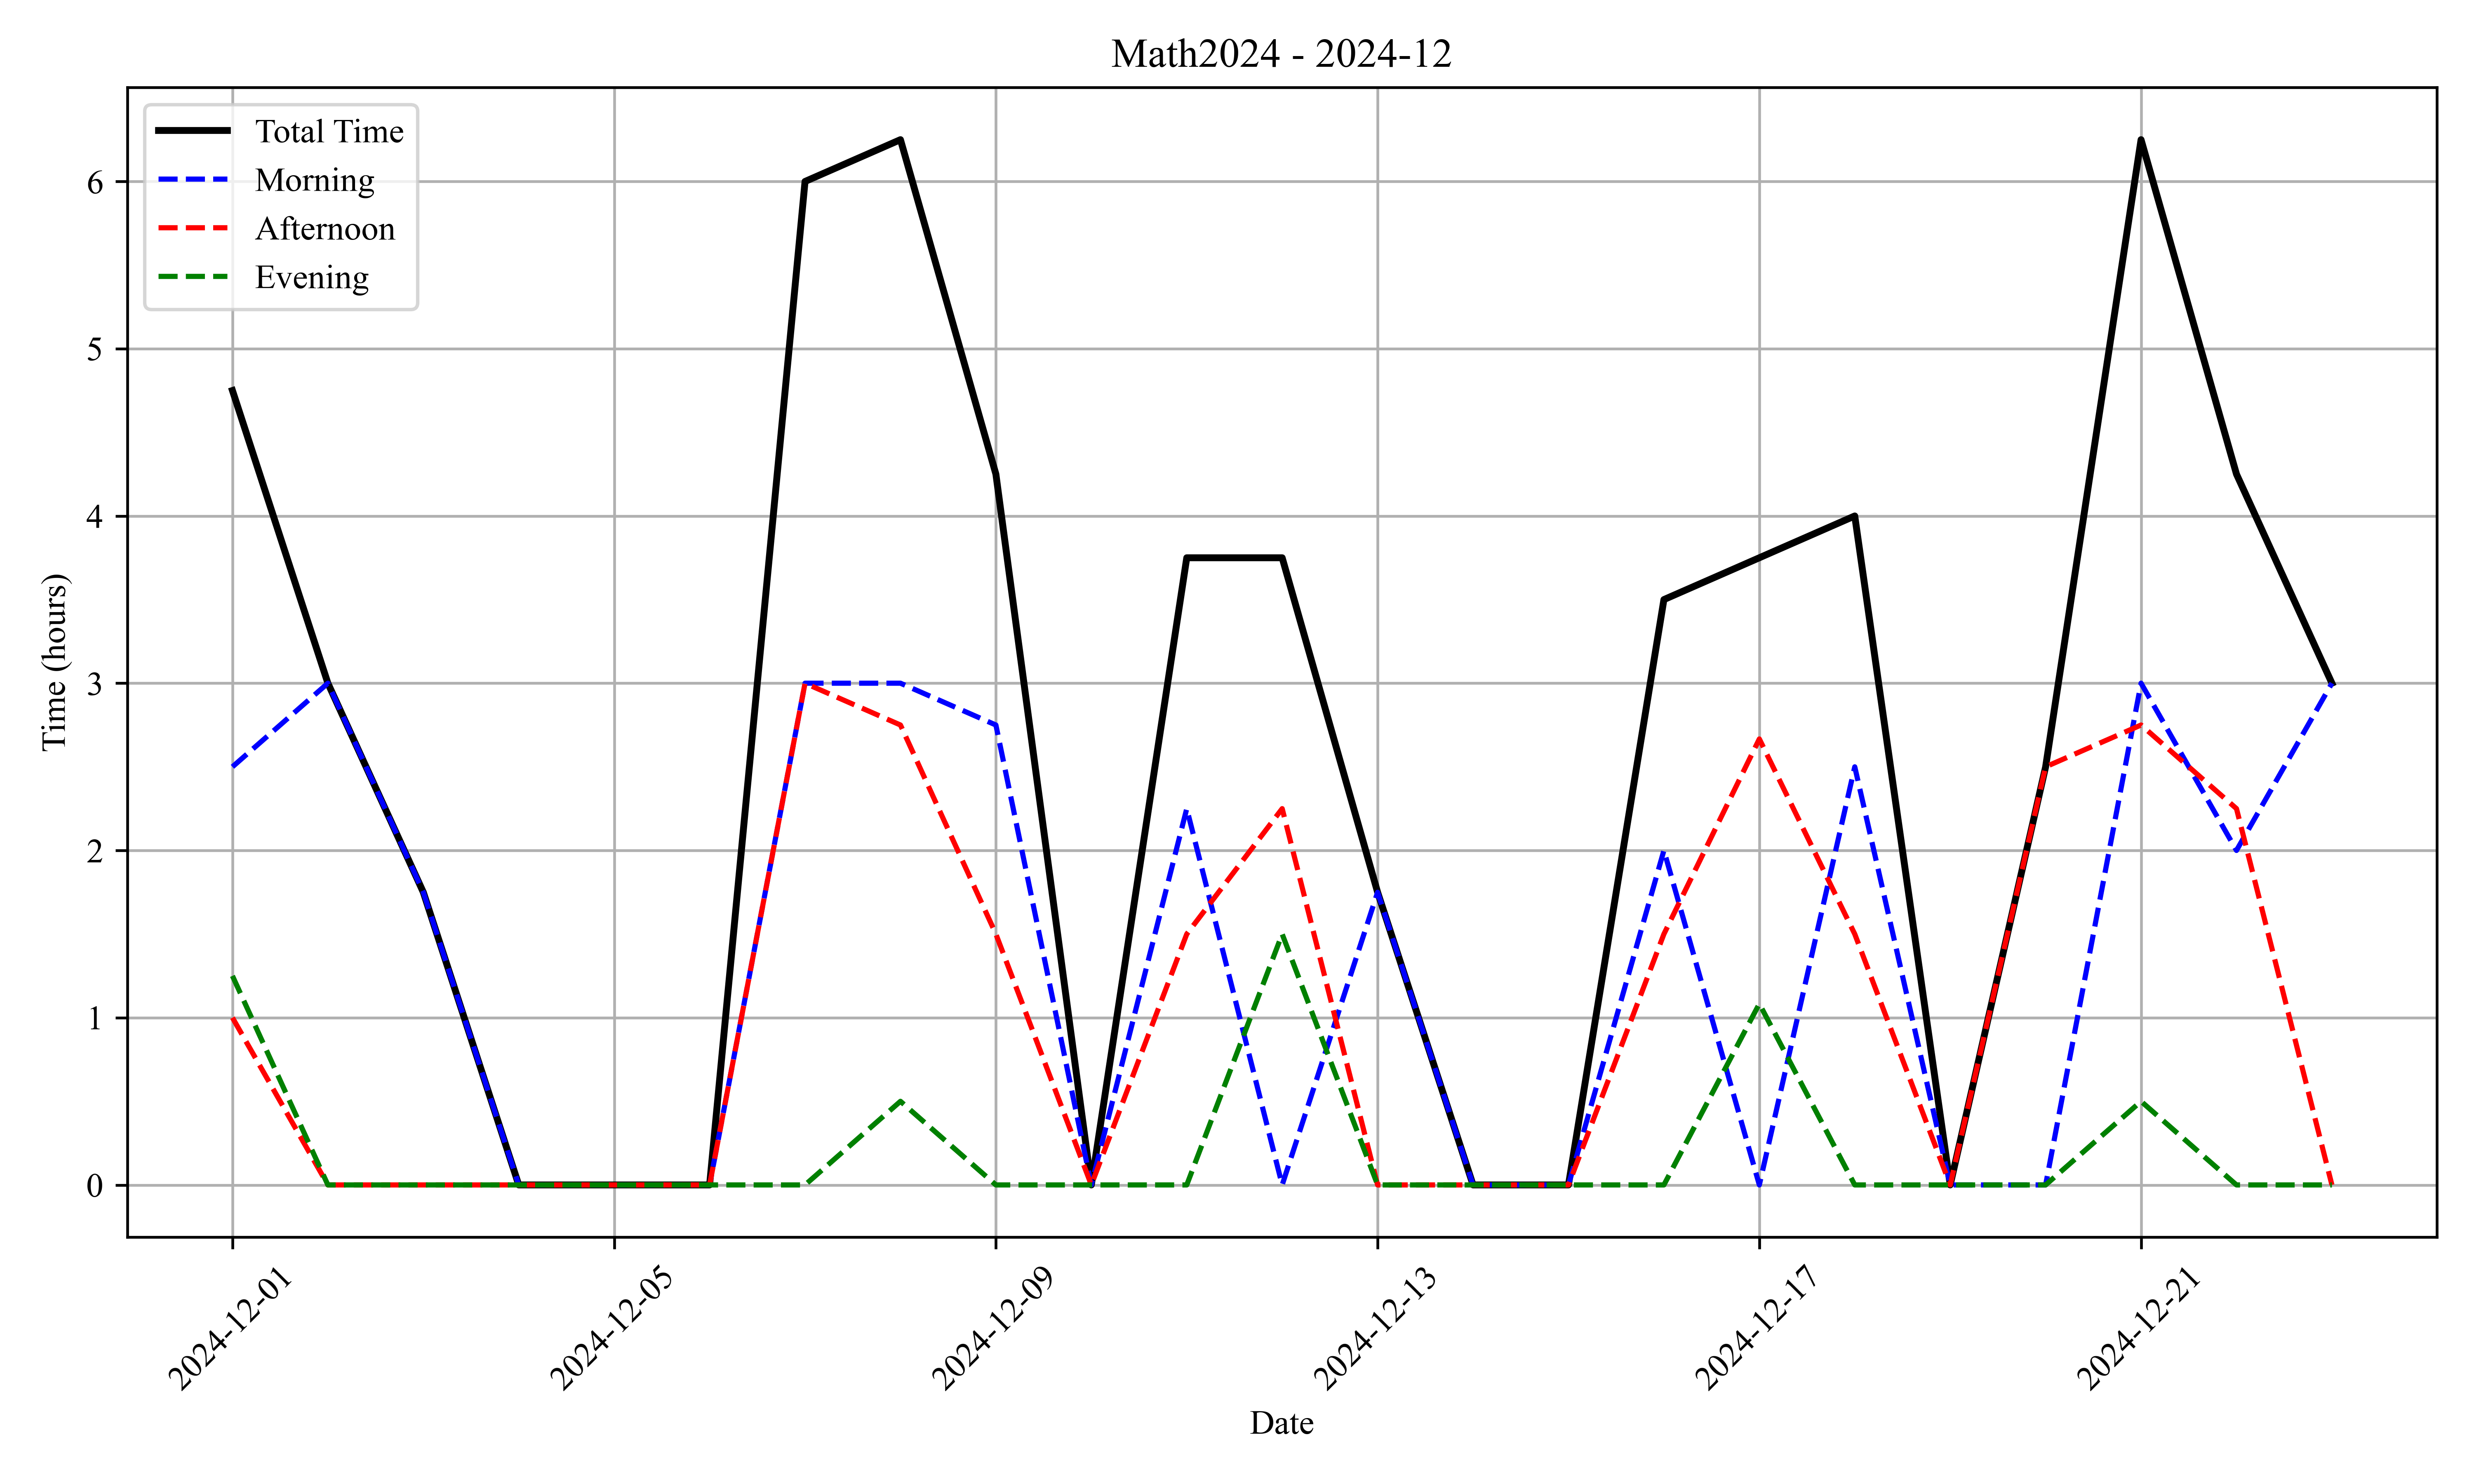 Math2024 - 2024-12
Total Time
Morning
Afternoon
Evening
Time (hours)
6
5
4
3
2
1
0
2024-12-01
2024-12-05
2024-12-09
2024-12-13
2024-12-17
2024-12-21
Date